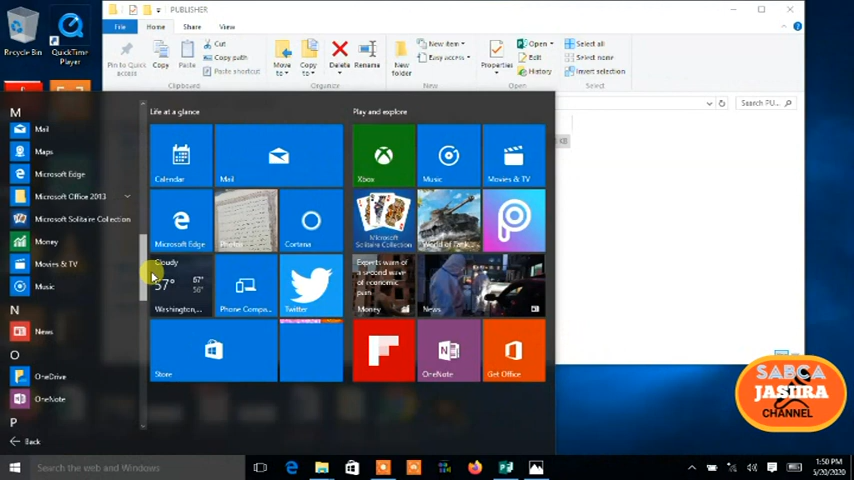 PUBLISHER
File
Home
Share
View
Recycle Bin
QuickTime
Player
Pin to Quick
access
Copy
Paste
Cut
Copy path
Paste shortcut
Clipboard
Move
to
Copy
to
Delete
Rename
Organize
New
folder
New item
Easy access
New
Properties
Open
Edit
History
Open
Select all
Select none
Invert selection
Select
Search PU...
M
Mail
Maps
Microsoft Edge
Microsoft Office 2013
Microsoft Solitaire Collection
Money
Movies & TV
Music
N
News
O
OneDrive
OneNote
P
Back
Life at a glance
Calendar
Mail
Microsoft Edge
Photos
Cortana
Cloudy
57°
67°
56°
Washington,...
Phone Compa...
Twitter
Store
Play and explore
Xbox
Music
Movies & TV
Microsoft
Solitaire Collection
World of Tank...
Experts warn of
a second wave
of economic
pain
Money
News
OneNote
Get Office
SABCA
JASURA
CHANNEL
Search the web and Windows
1:50 PM
5/20/2020